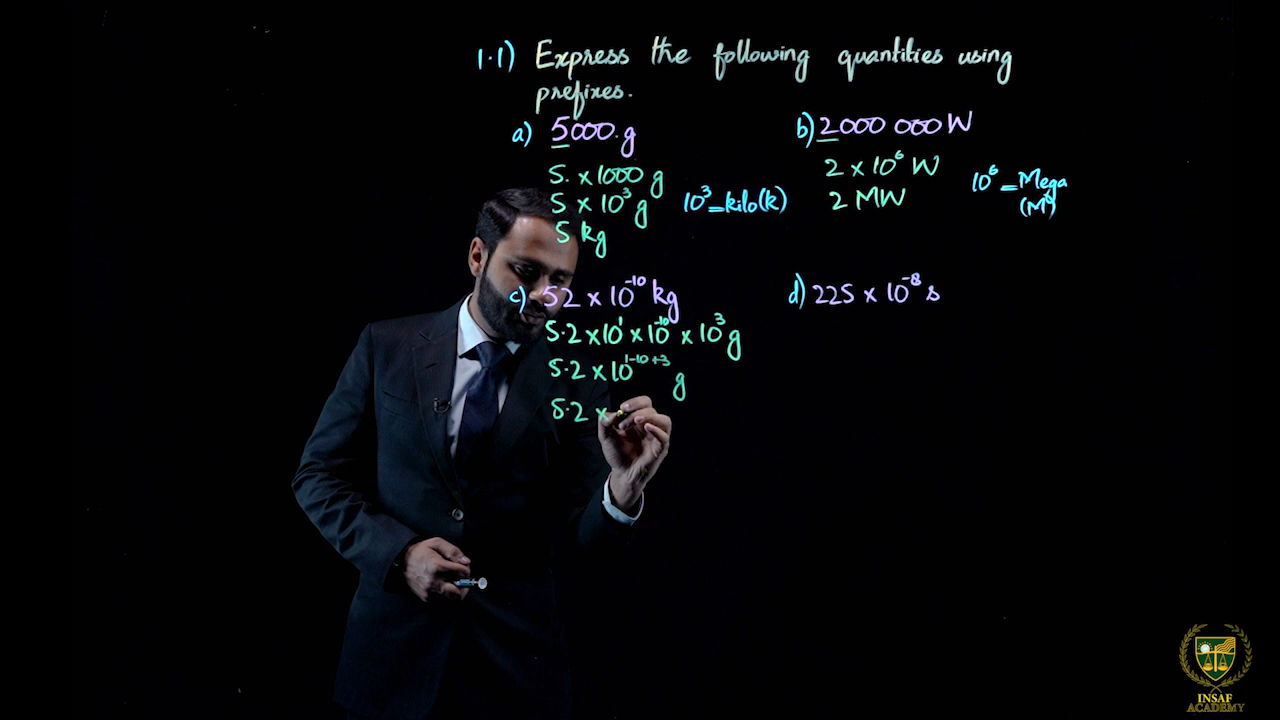 1.1) Express the following quantities using
prefixes.
a) 5000 g
5 × 1000 g
5 × 10³ g 10³ = kilo(k)
5 kg
b) 2000 000 W
2 × 10⁶ W
2 MW
10⁶ = Mega
(M)
c) 52 × 10⁻¹⁰ kg
5.2 × 10¹ × 10⁻¹⁰ × 10³ g
5.2 × 10¹⁻¹⁰⁺³ g
5.2 ×
d) 225 × 10⁻⁸ s
INSAF
ACADEMY